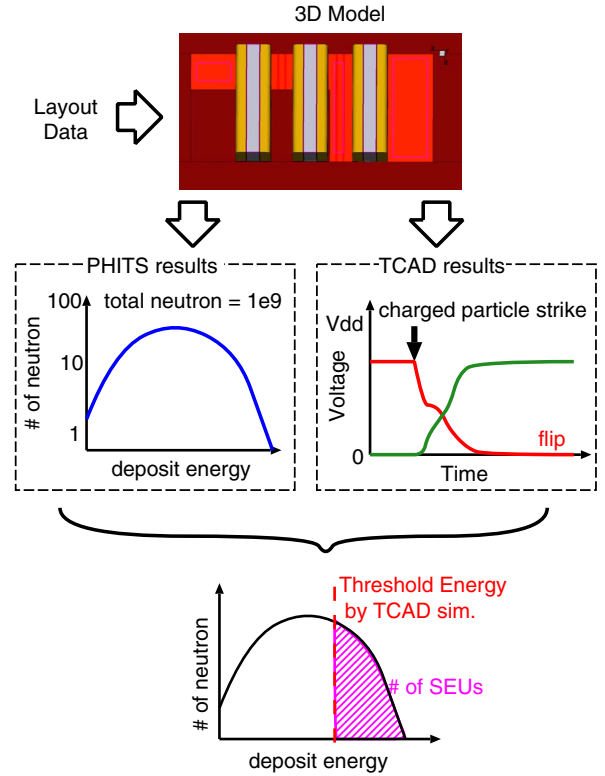 3D Model
Layout
Data
PHITS results
100
total neutron = 1e9
10
1
# of neutron
deposit energy
TCAD results
Vdd
charged particle strike
Voltage
0
flip
Time
Threshold Energy
by TCAD sim.
# of SEUs
# of neutron
deposit energy